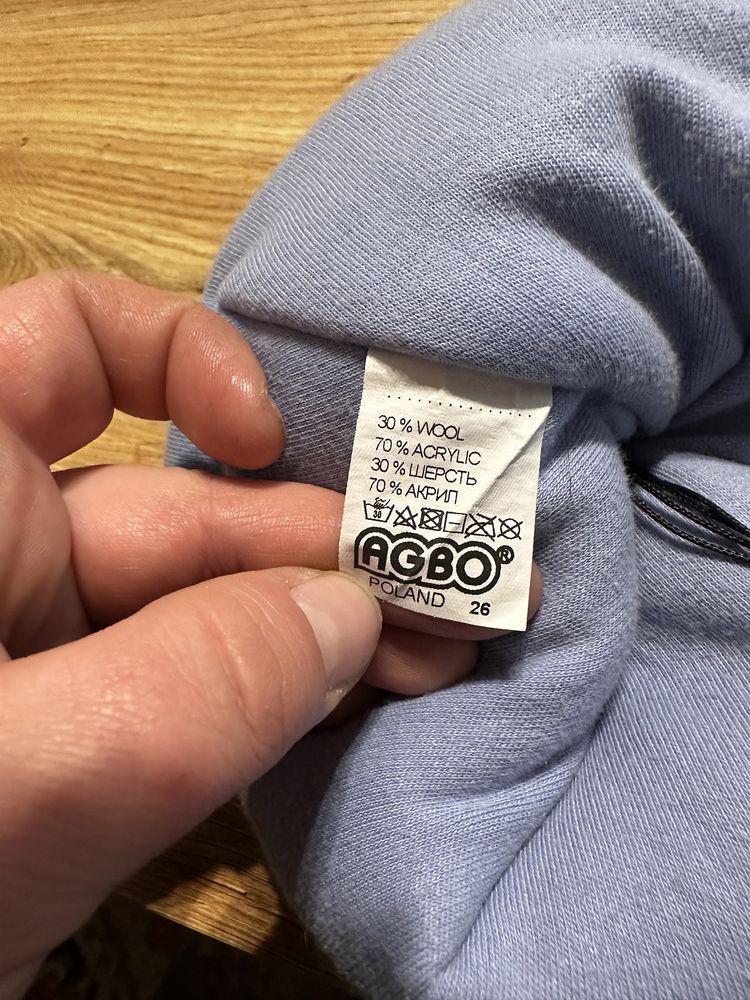 30 % WOOL
70 % ACRYLIC
30 % ШЕРСТЬ
70 % АКРИЛ
30
AGBO®
POLAND 26